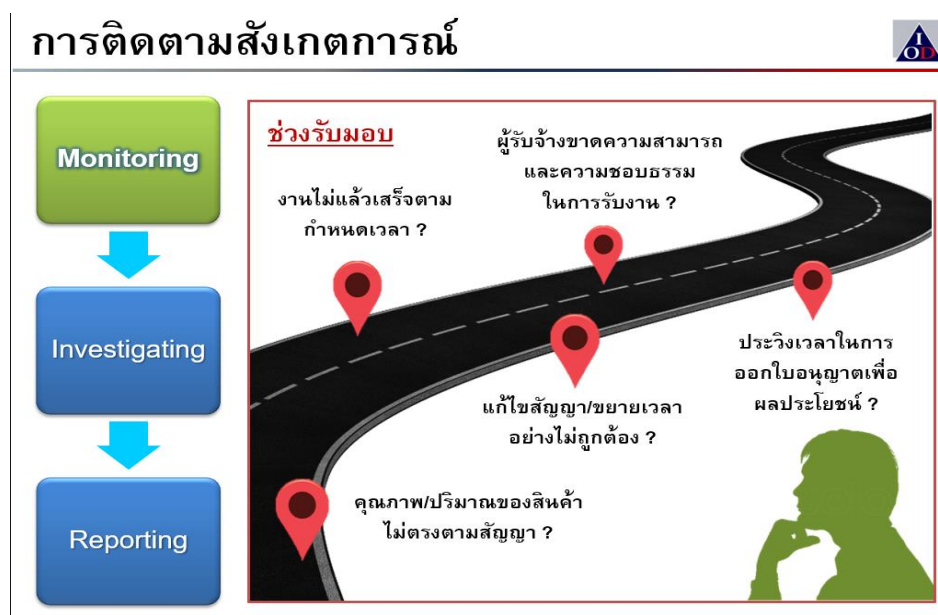 การติดตามสังเกตการณ์
IOD
Monitoring
Investigating
Reporting
ช่วงรับมอบ
งานไม่แล้วเสร็จตาม
กำหนดเวลา ?
ผู้รับจ้างขาดความสามารถ
และความชอบธรรม
ในการรับงาน ?
ประวิงเวลาในการ
ออกใบอนุญาตเพื่อ
ผลประโยชน์ ?
แก้ไขสัญญา/ขยายเวลา
อย่างไม่ถูกต้อง ?
คุณภาพ/ปริมาณของสินค้า
ไม่ตรงตามสัญญา ?